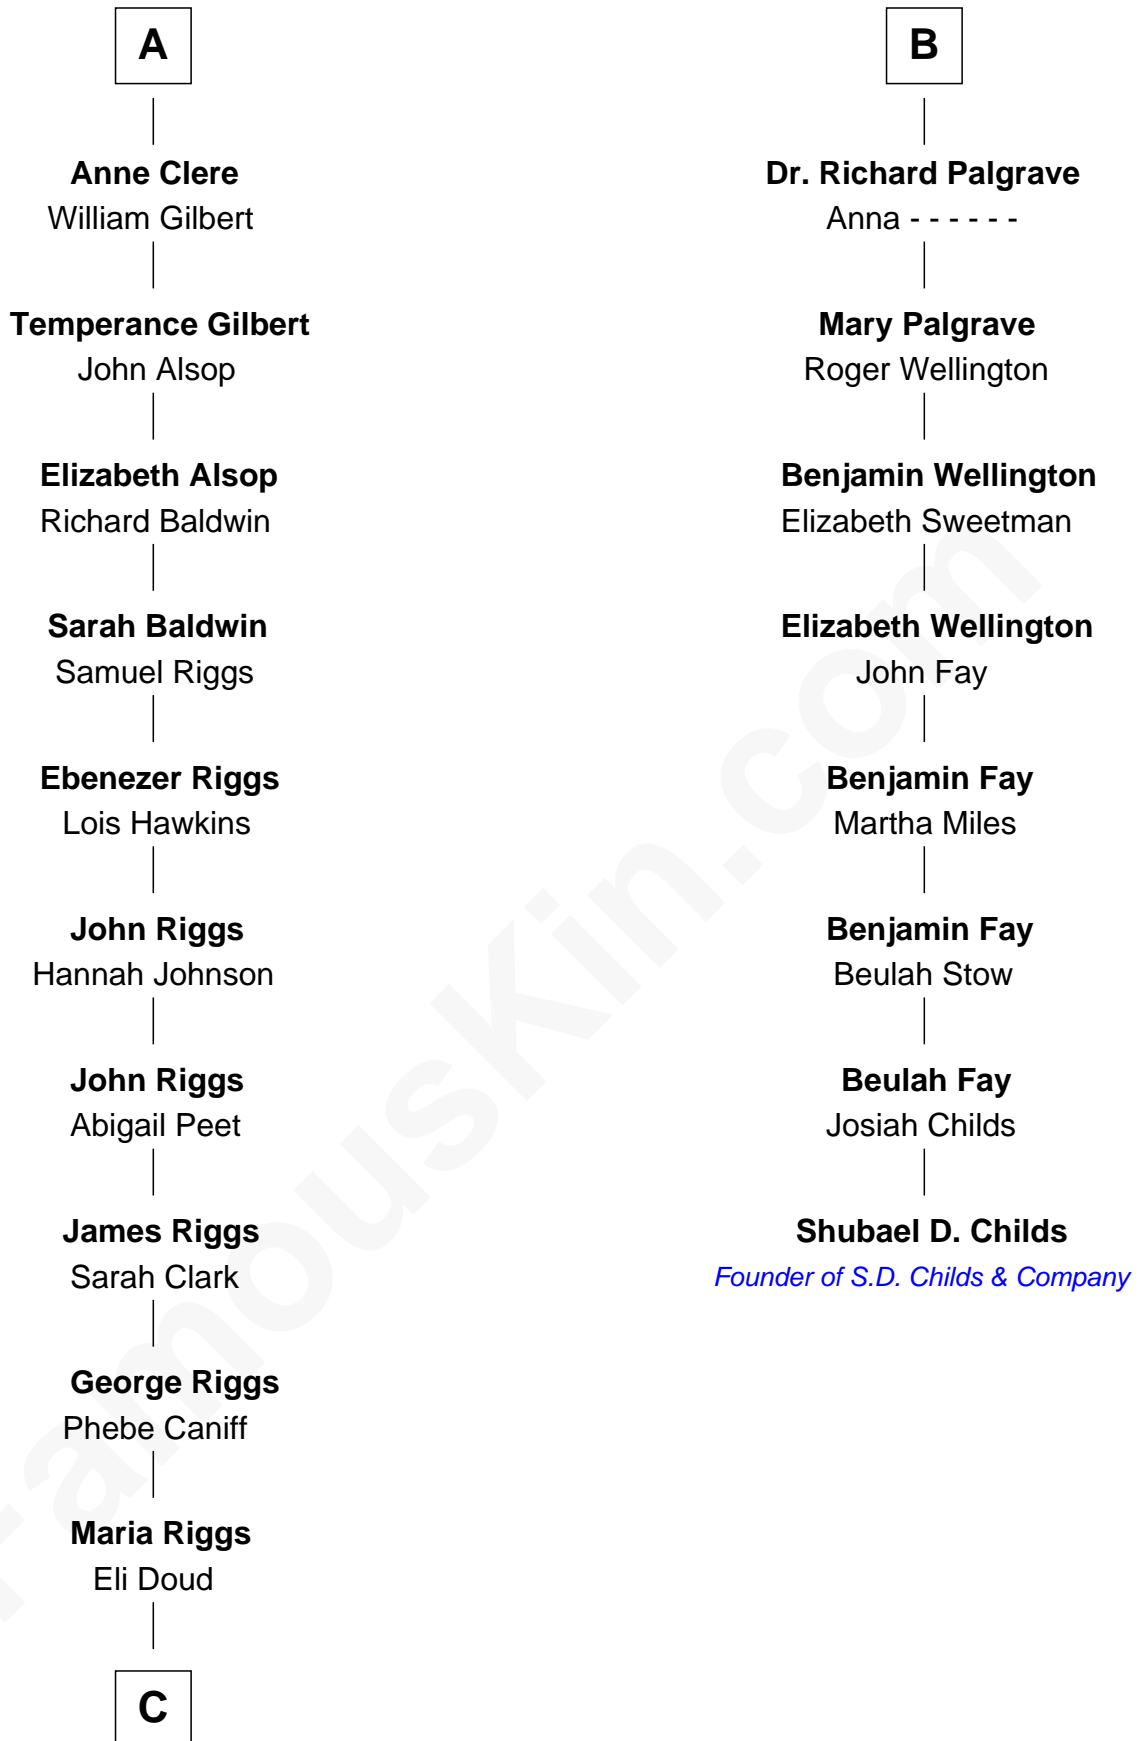 A
Anne Clere
William Gilbert
Temperance Gilbert
John Alsop
Elizabeth Alsop
Richard Baldwin
Sarah Baldwin
Samuel Riggs
Ebenezer Riggs
Lois Hawkins
John Riggs
Hannah Johnson
John Riggs
Abigail Peet
James Riggs
Sarah Clark
George Riggs
Phebe Caniff
Maria Riggs
Eli Doud
C
B
Dr. Richard Palgrave
Anna - - - - - -
Mary Palgrave
Roger Wellington
Benjamin Wellington
Elizabeth Sweetman
Elizabeth Wellington
John Fay
Benjamin Fay
Martha Miles
Benjamin Fay
Beulah Stow
Beulah Fay
Josiah Childs
Shubael D. Childs
Founder of S.D. Childs & Company
FamousKin.com